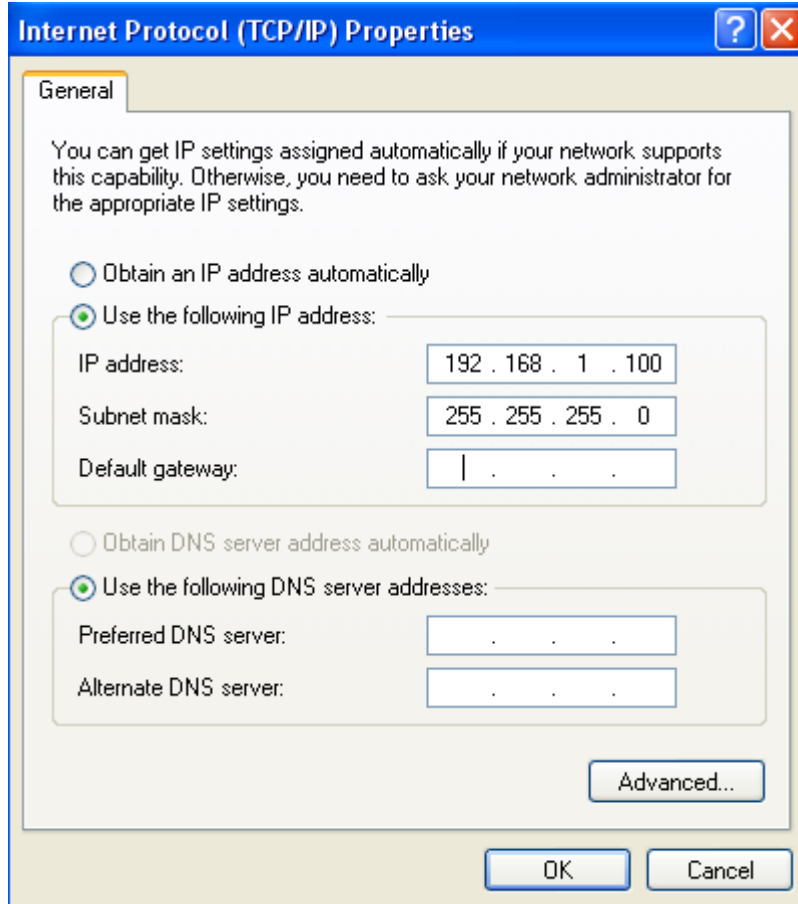 Internet Protocol (TCP/IP) Properties
General
You can get IP settings assigned automatically if your network supports
this capability. Otherwise, you need to ask your network administrator for
the appropriate IP settings.
Obtain an IP address automatically
Use the following IP address:
IP address: 192 . 168 . 1 . 100
Subnet mask: 255 . 255 . 255 . 0
Default gateway: . . .
Obtain DNS server address automatically
Use the following DNS server addresses:
Preferred DNS server: . . .
Alternate DNS server: . . .
Advanced...
OK Cancel